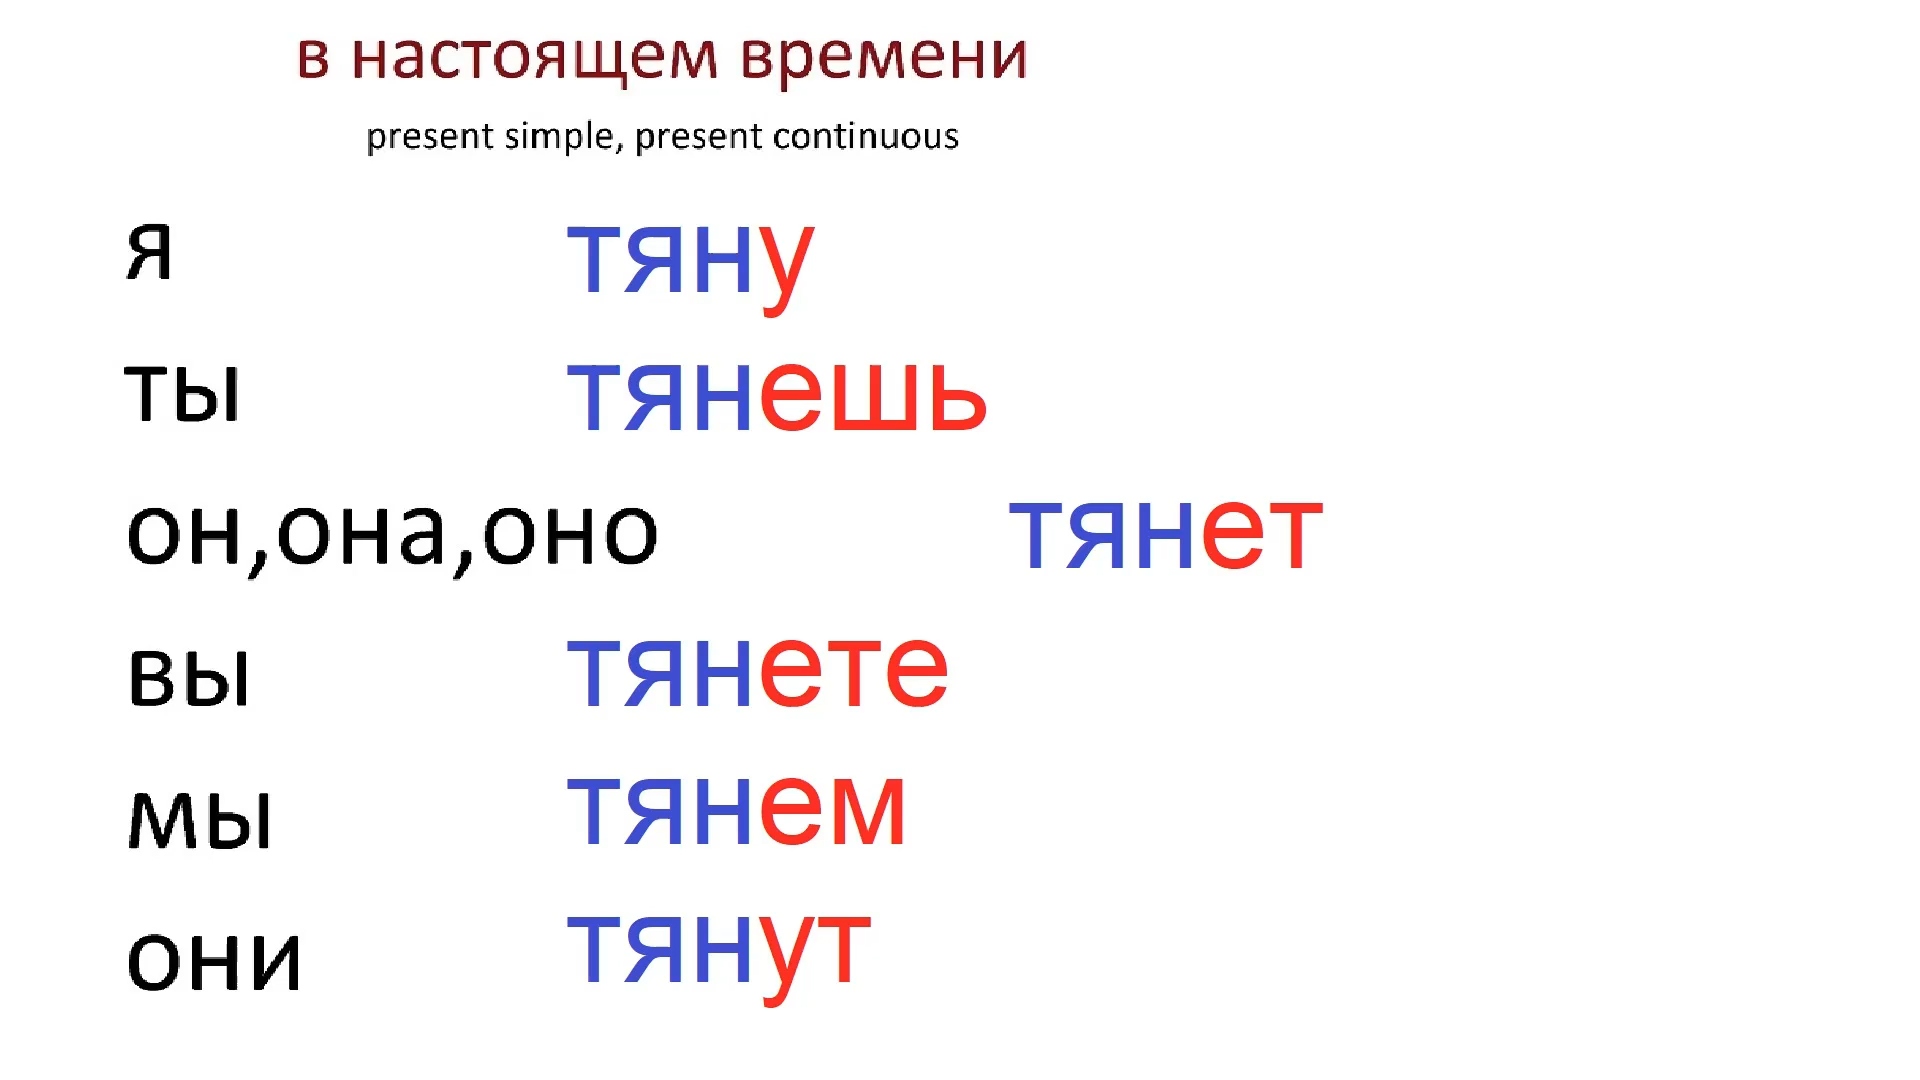 в настоящем времени
present simple, present continuous
я тяну
ты тянешь
он,она,оно тянет
вы тянете
мы тянем
они тянут